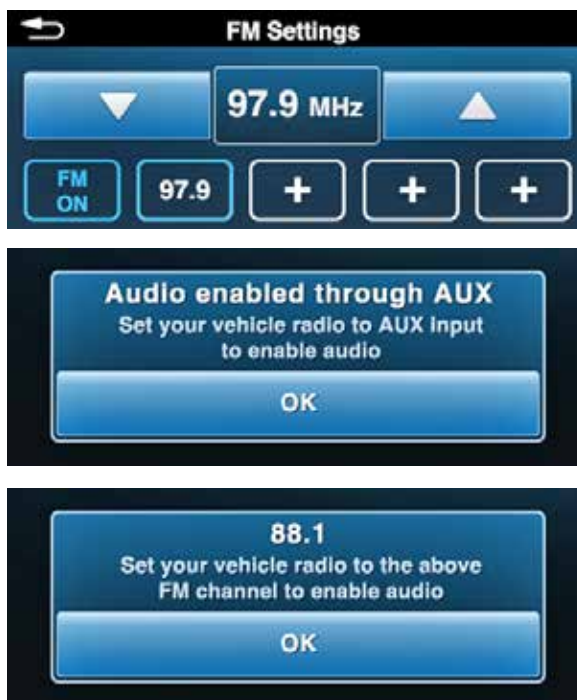 FM Settings
97.9 MHz
FM
ON
97.9
+
+
+
Audio enabled through AUX
Set your vehicle radio to AUX input
to enable audio
OK
88.1
Set your vehicle radio to the above
FM channel to enable audio
OK